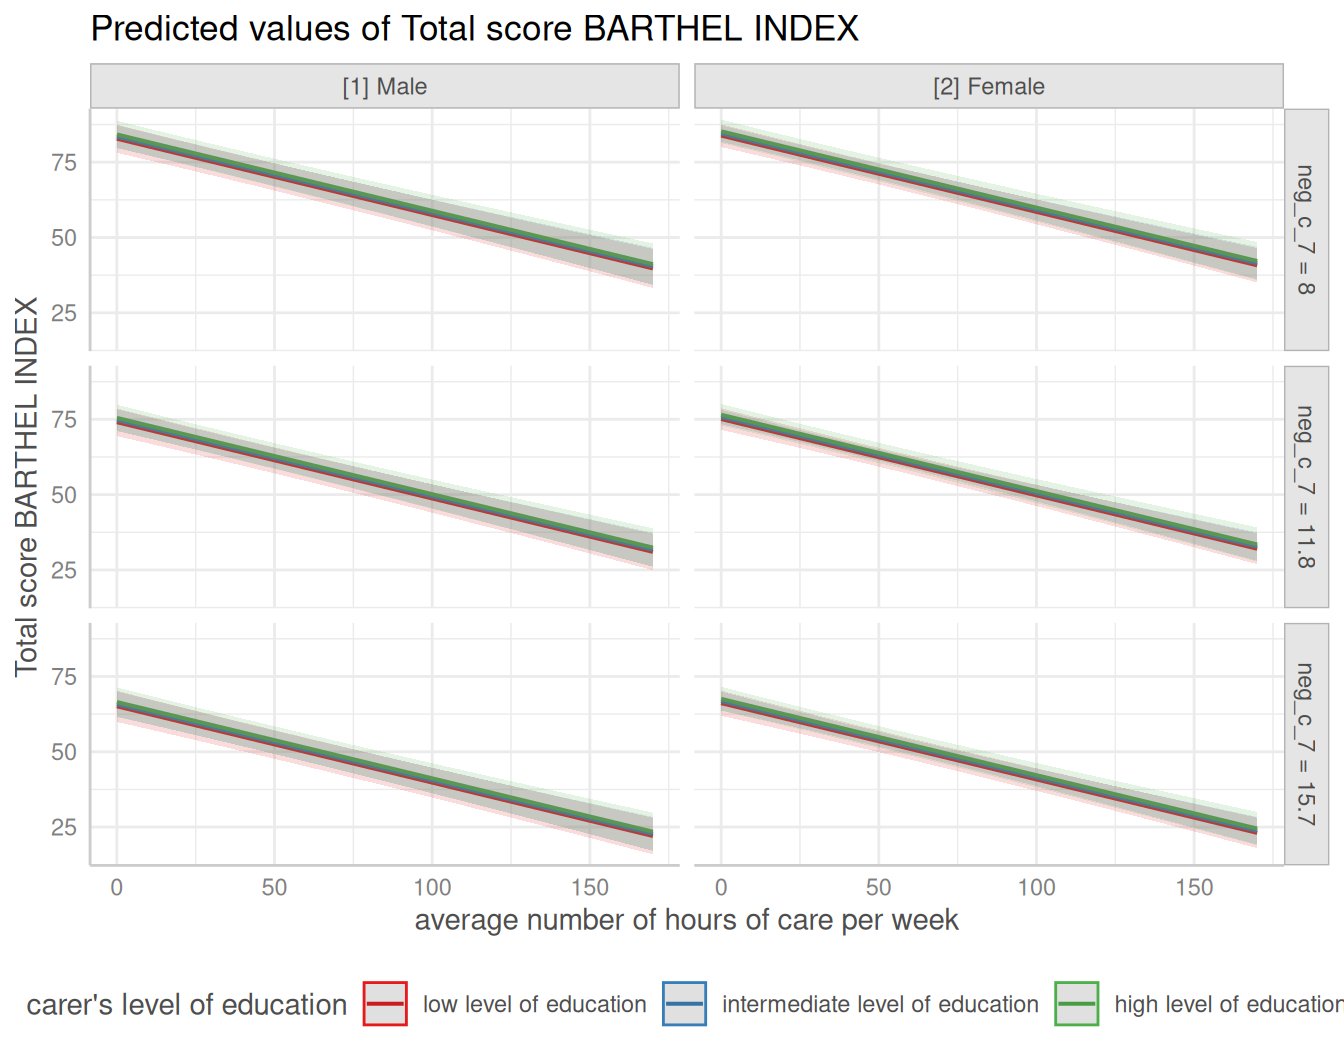 Predicted values of Total score BARTHEL INDEX
[1] Male
[2] Female
75
50
25
neg_c_7 = 8
75
50
25
neg_c_7 = 11.8
75
50
25
neg_c_7 = 15.7
Total score BARTHEL INDEX
0 50 100 150
0 50 100 150
average number of hours of care per week
carer's level of education low level of education intermediate level of education high level of education